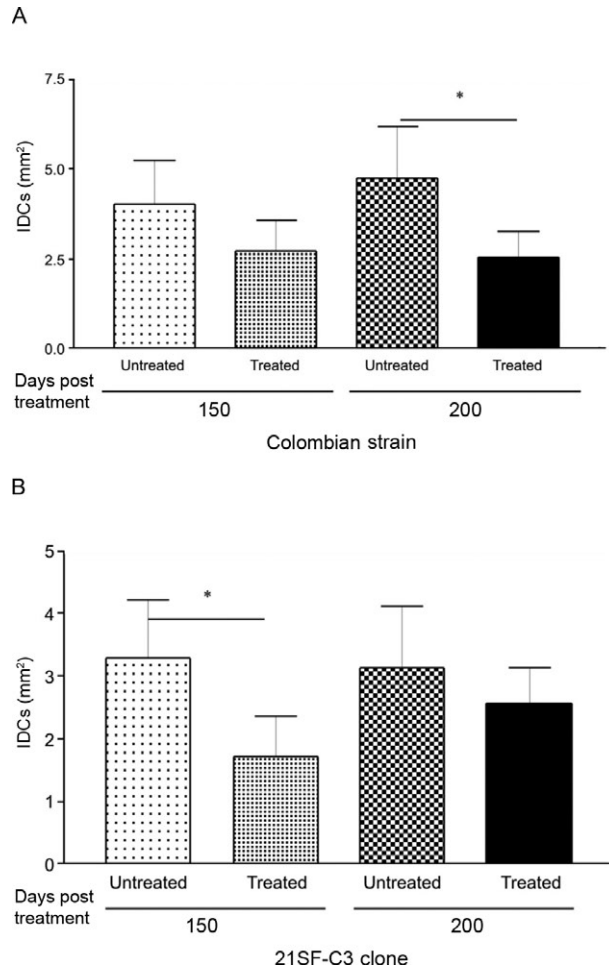 A
7.5
*
5.0
IDCs (mm²)
2.5
0.0
Untreated Treated Untreated Treated
Days post
treatment
150 200
Colombian strain
B
5
*
4
3
IDCs (mm²)
2
1
0
Untreated Treated Untreated Treated
Days post
treatment
150 200
21SF-C3 clone